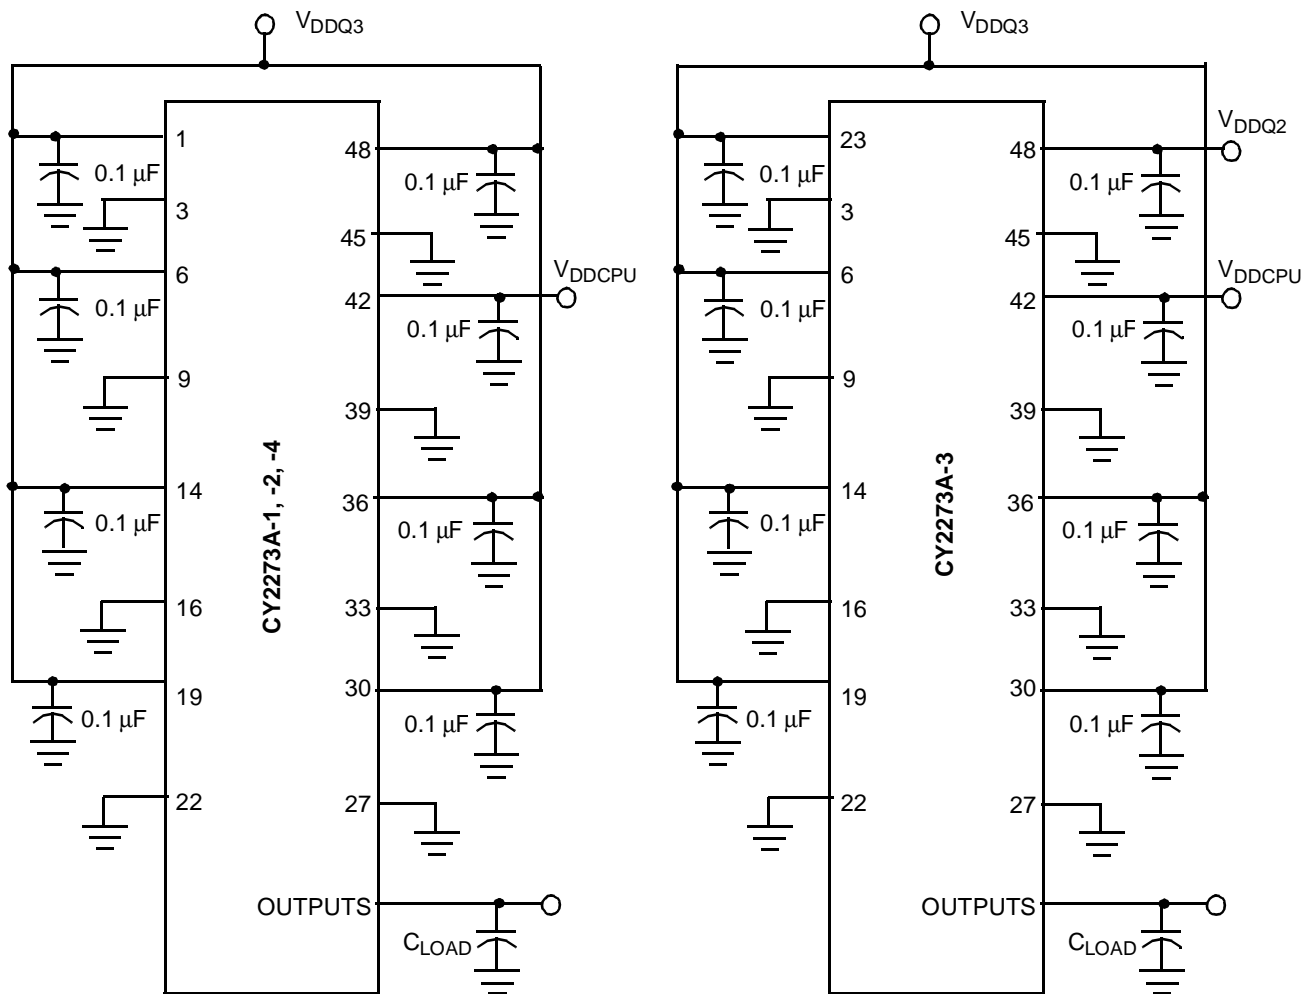 VDDQ3
1
0.1 μF
3
6
0.1 μF
9
14
0.1 μF
16
19
0.1 μF
22
48
0.1 μF
45
VDDCPU
42
0.1 μF
39
36
0.1 μF
33
30
0.1 μF
27
OUTPUTS
CLOAD
CY2273A-1, -2, -4
VDDQ3
23
0.1 μF
3
6
0.1 μF
9
14
0.1 μF
16
19
0.1 μF
22
VDDQ2
48
0.1 μF
45
VDDCPU
42
0.1 μF
39
36
0.1 μF
33
30
0.1 μF
27
OUTPUTS
CLOAD
CY2273A-3